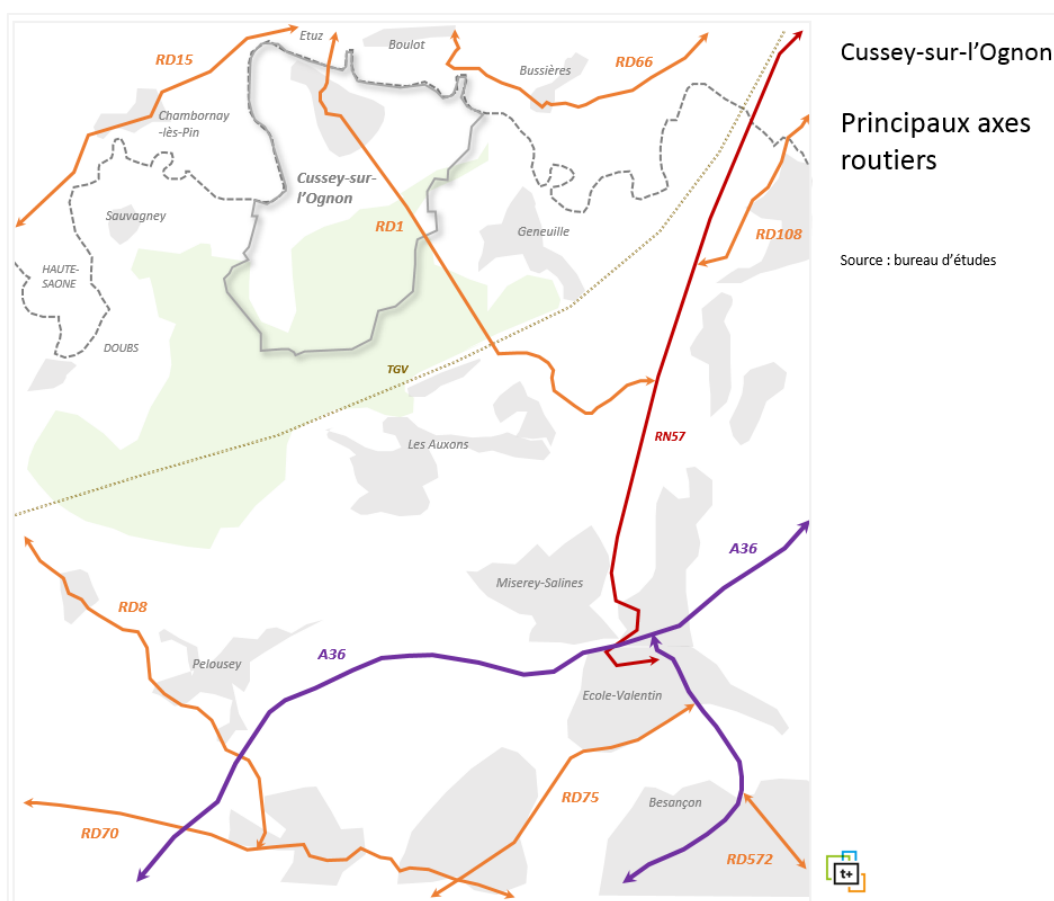 Cussey-sur-l'Ognon
Principaux axes
routiers
Source : bureau d'études
Etuz
Boulot
RD15
RD66
Bussières
Chambornay
-lès-Pin
Cussey-sur-
l'Ognon
Sauvagney
RD1
Geneuille
RD108
HAUTE-
SAONE
DOUBS
TGV
Les Auxons
RN57
A36
Miserey-Salines
RD8
A36
Pelousey
Ecole-Valentin
RD75
Besançon
RD70
RD572
t+